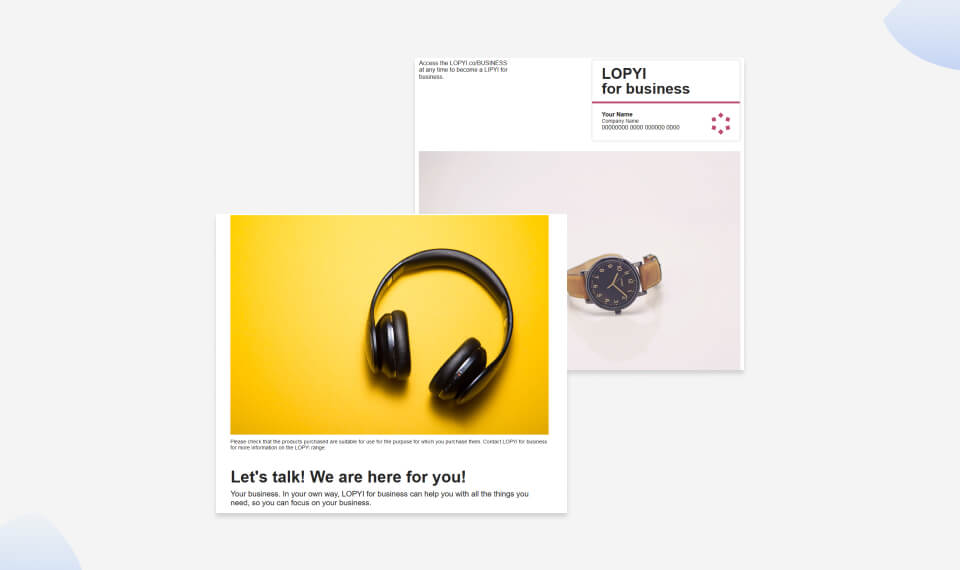 Access the LOPYI.co/BUSINESS
at any time to become a LIPYI for
business.
LOPYI
for business
Your Name
Company Name
00000000 0000 000000 0000
Please check that the products purchased are suitable for use for the purpose for which you purchase them. Contact LOPYI for business
for more information on the LOPYI range.
Let's talk! We are here for you!
Your business. In your own way, LOPYI for business can help you with all the things you
need, so you can focus on your business.